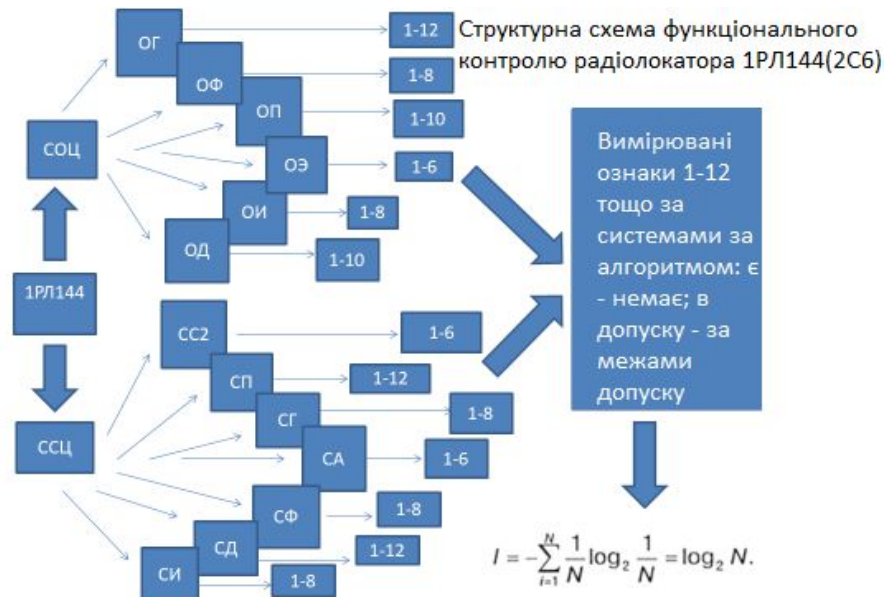 Структурна схема функціонального
контролю радіолокатора 1РЛ144(2С6)
ОГ
1-12
ОФ
1-8
ОП
1-10
СОЦ
ОЭ
1-6
ОИ
1-8
ОД
1-10
1РЛ144
Вимірювані
ознаки 1-12
тощо за
системами за
алгоритмом: є
- немає; в
допуску - за
межами
допуску
СС2
1-6
СП
1-12
СГ
1-8
ССЦ
СА
1-6
СФ
1-8
СД
1-12
СИ
1-8
I = -∑_{i=1}^{N} 1/N log₂ 1/N = log₂ N.